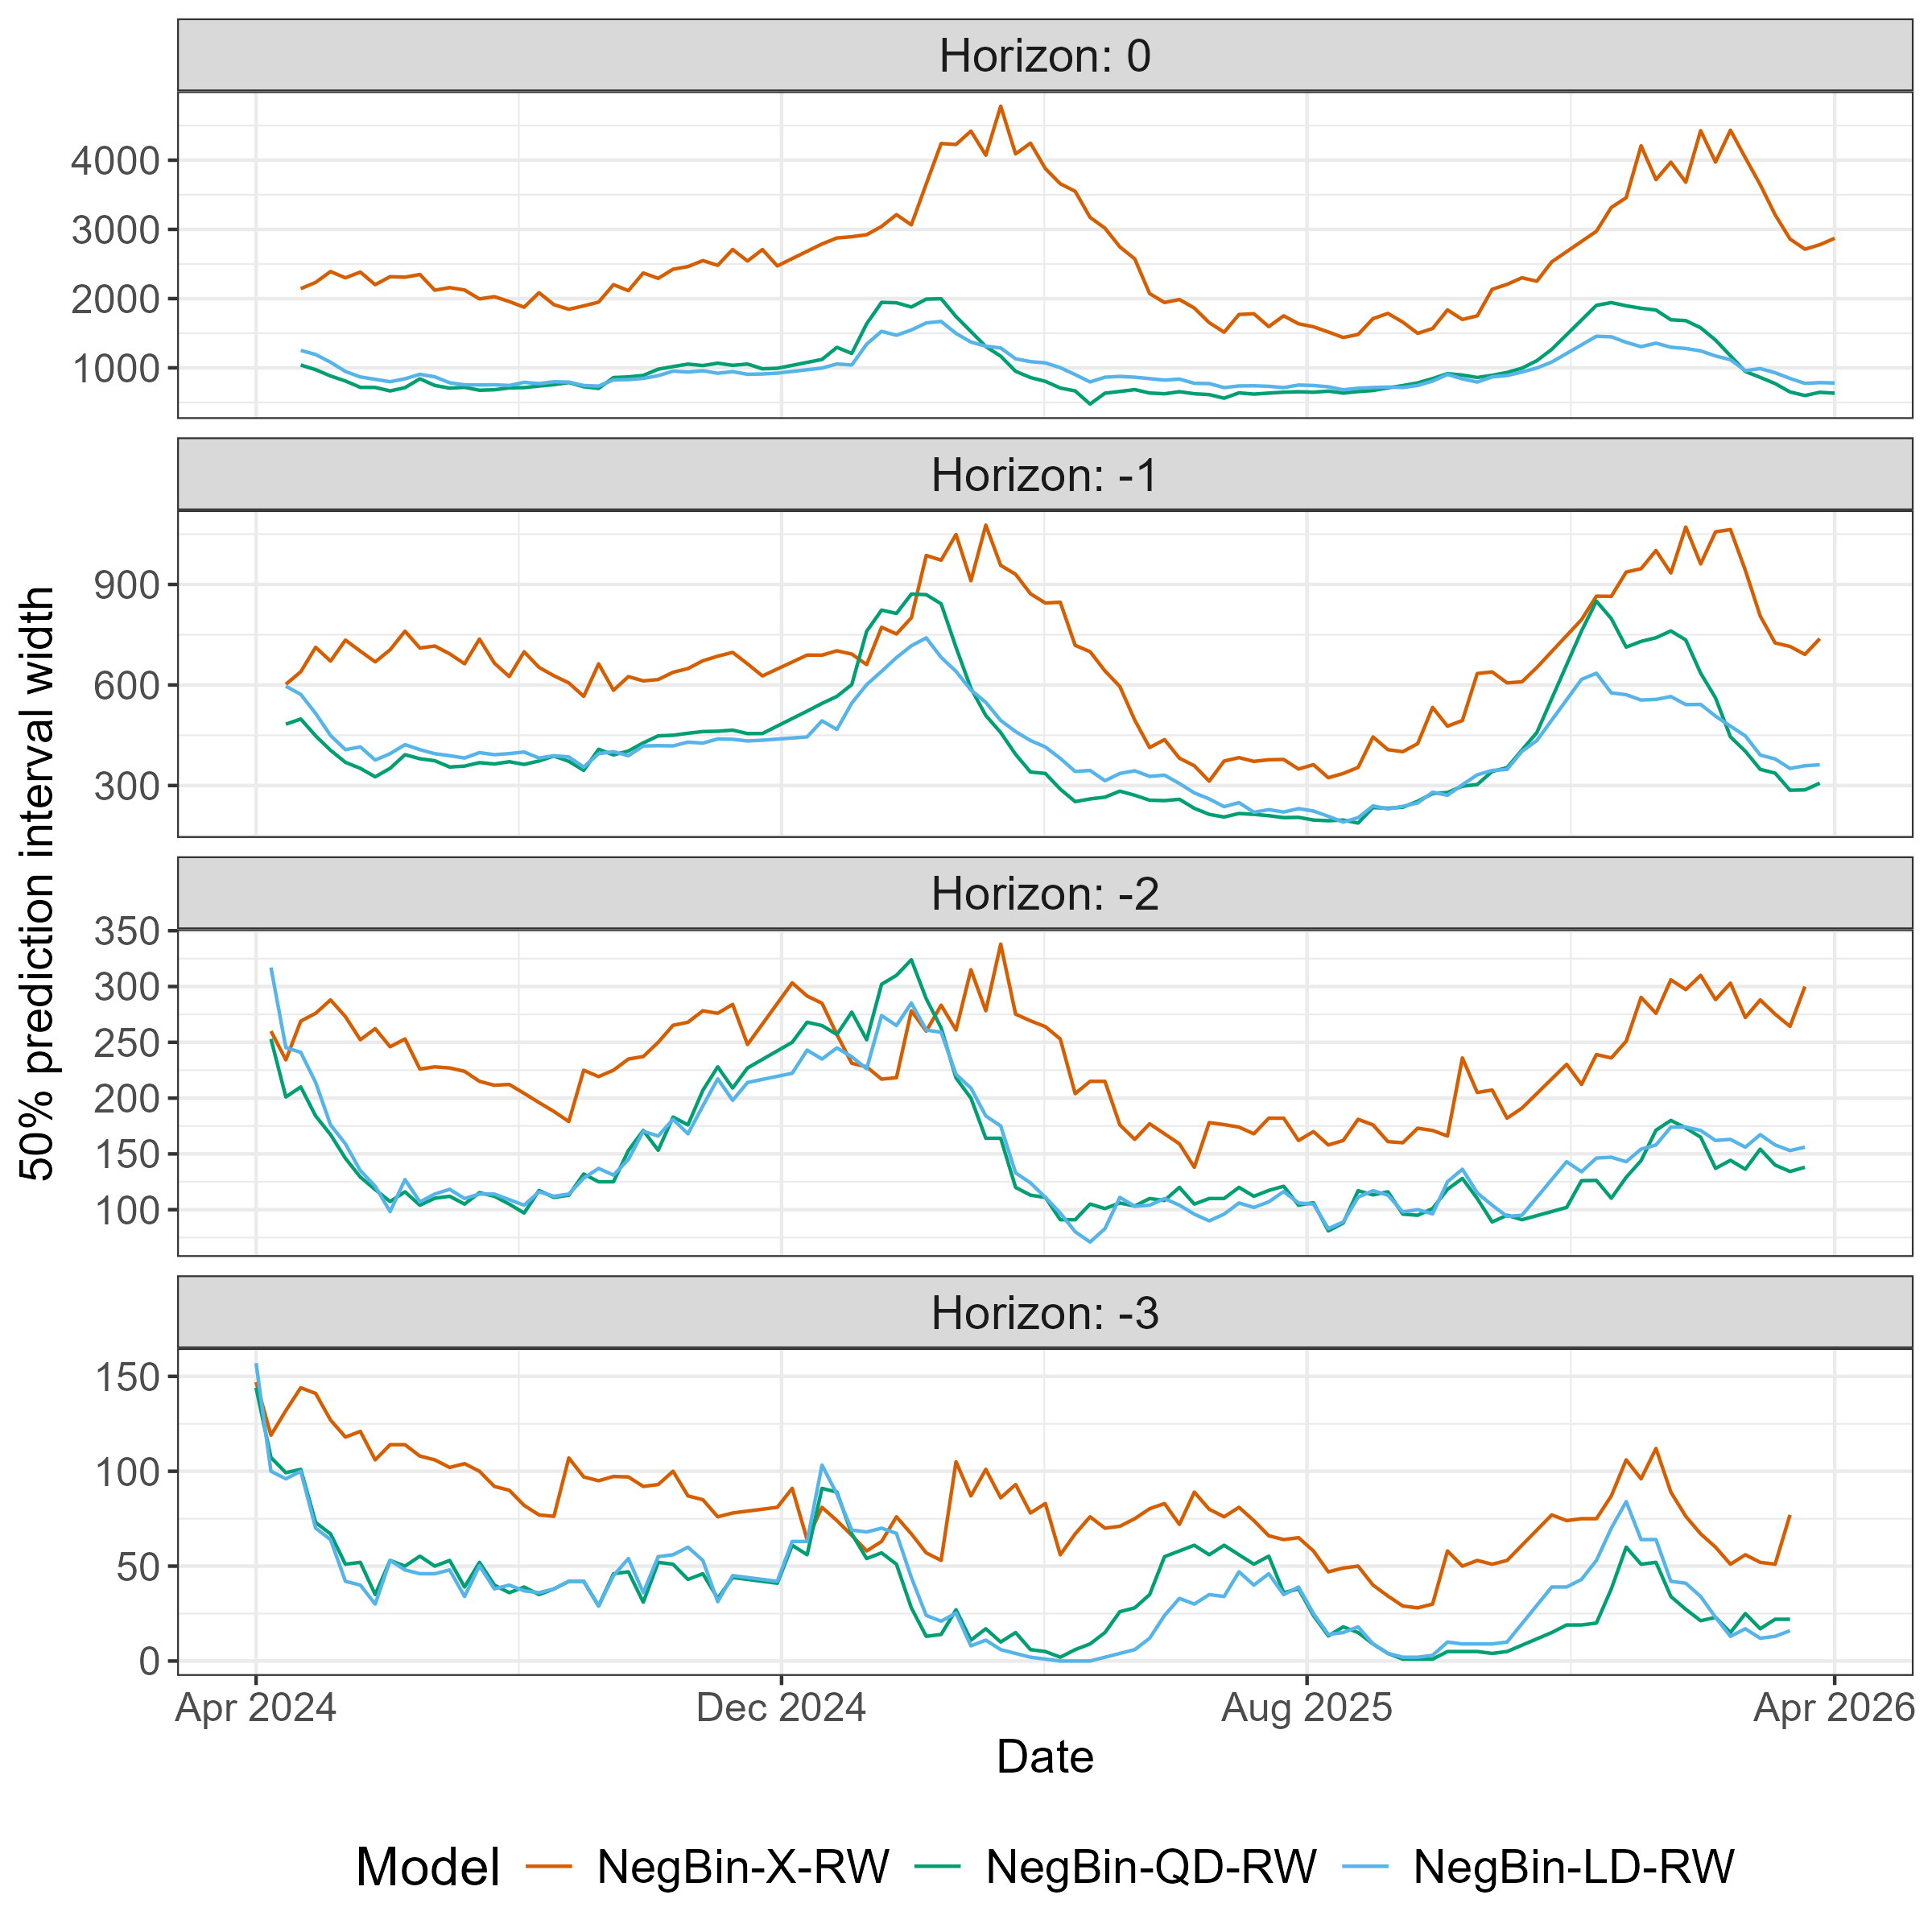 Horizon: 0
4000
3000
2000
1000
Horizon: -1
900
600
300
Horizon: -2
350
300
250
200
150
100
Horizon: -3
150
100
50
0
50% prediction interval width
Apr 2024 Dec 2024 Aug 2025 Apr 2026
Date
Model NegBin-X-RW NegBin-QD-RW NegBin-LD-RW